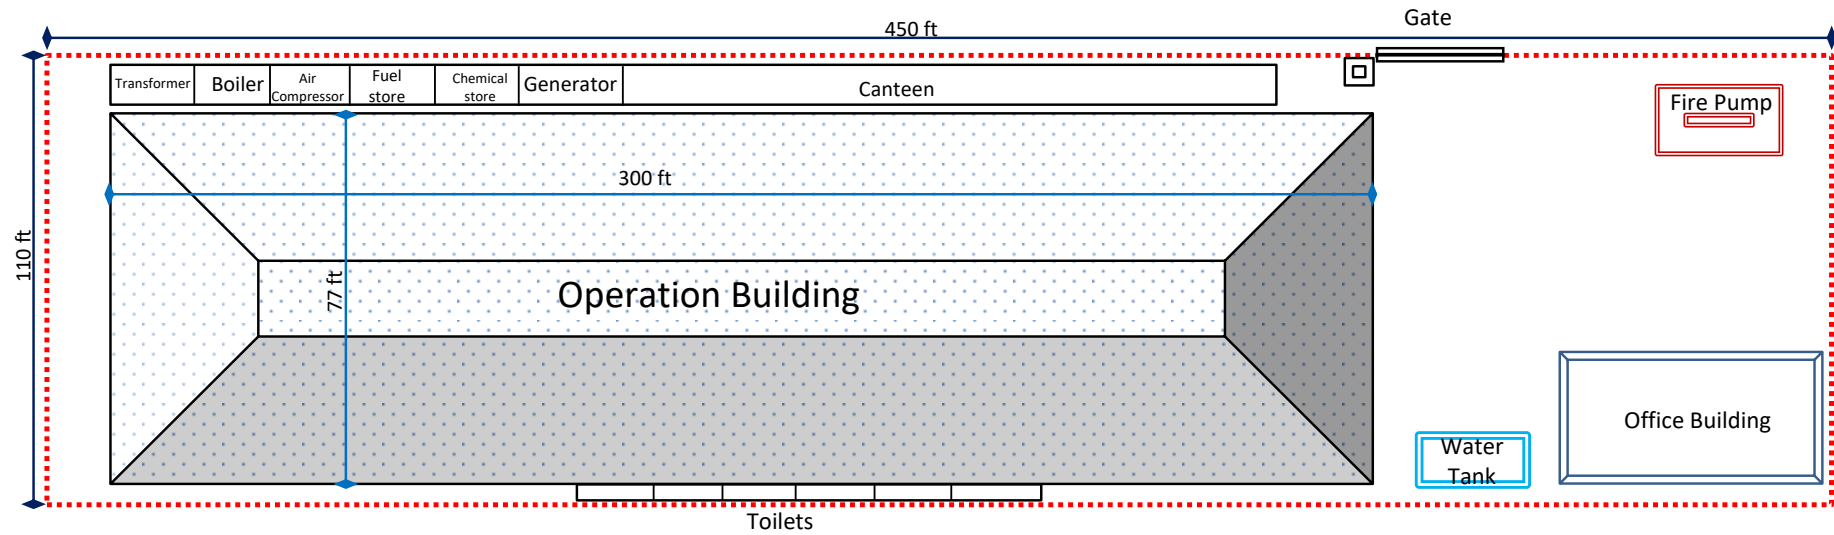 Gate
450 ft
Transformer
Boiler
Air
Compressor
Fuel
store
Chemical
store
Generator
Canteen
Fire Pump
300 ft
110 ft
77 ft
Operation Building
Office Building
Water
Tank
Toilets